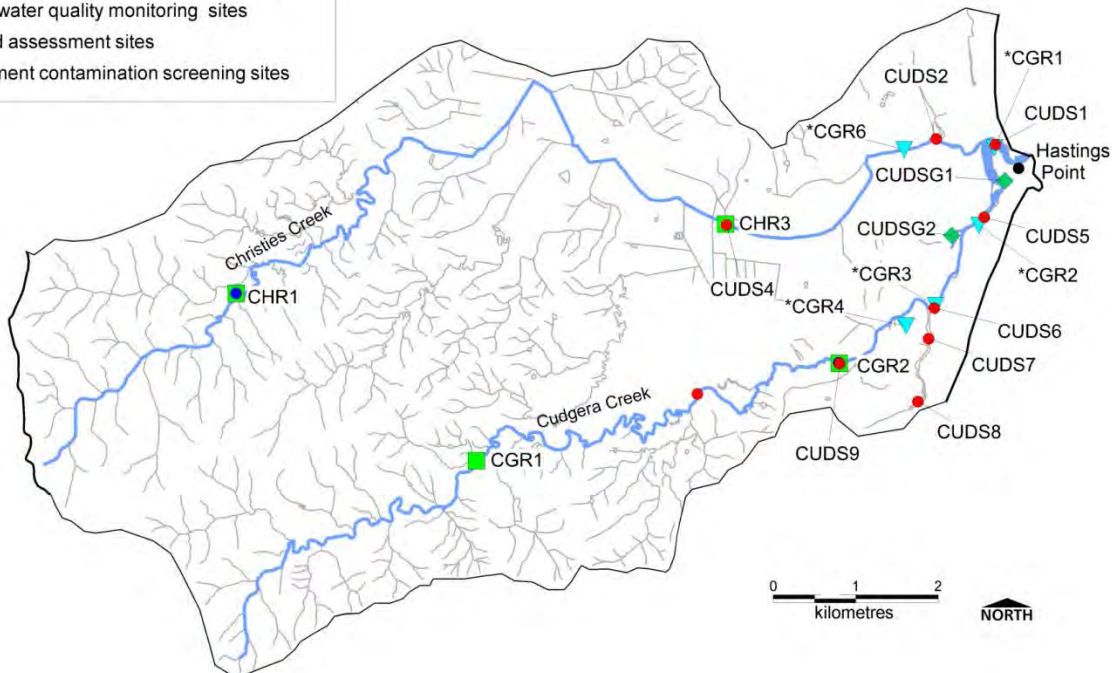 water quality monitoring sites
assessment sites
contamination screening sites
*CGR1
CUDS2
CUDS1
*CGR6
Hastings
Point
CUDSG1
CHR3
CUDSG2
CUDS5
Christies Creek
*CGR3
*CGR2
CUDS4
CHR1
*CGR4
CUDS6
CUDS7
CGR2
Cudgera Creek
CUDS8
CUDS9
CGR1
0 1 2
kilometres
NORTH